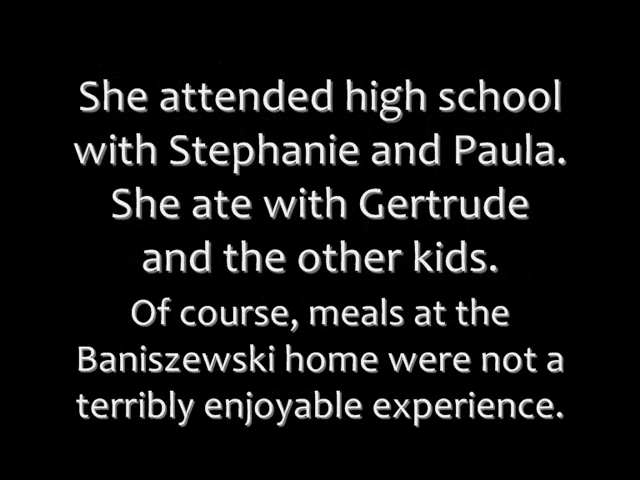 She attended high school
with Stephanie and Paula.
She ate with Gertrude
and the other kids.
Of course, meals at the
Baniszewski home were not a
terribly enjoyable experience.